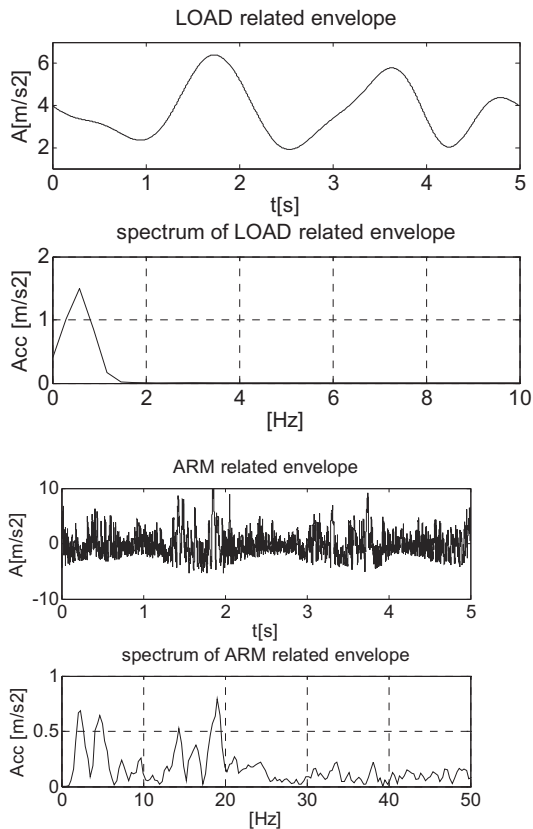 LOAD related envelope
A[m/s2]
6
4
2
0 1 2 3 4 5
t[s]
spectrum of LOAD related envelope
Acc [m/s2]
2
1
0
0 2 4 6 8 10
[Hz]
ARM related envelope
A[m/s2]
10
0
-10
0 1 2 3 4 5
t[s]
spectrum of ARM related envelope
Acc [m/s2]
1
0.5
0
0 10 20 30 40 50
[Hz]